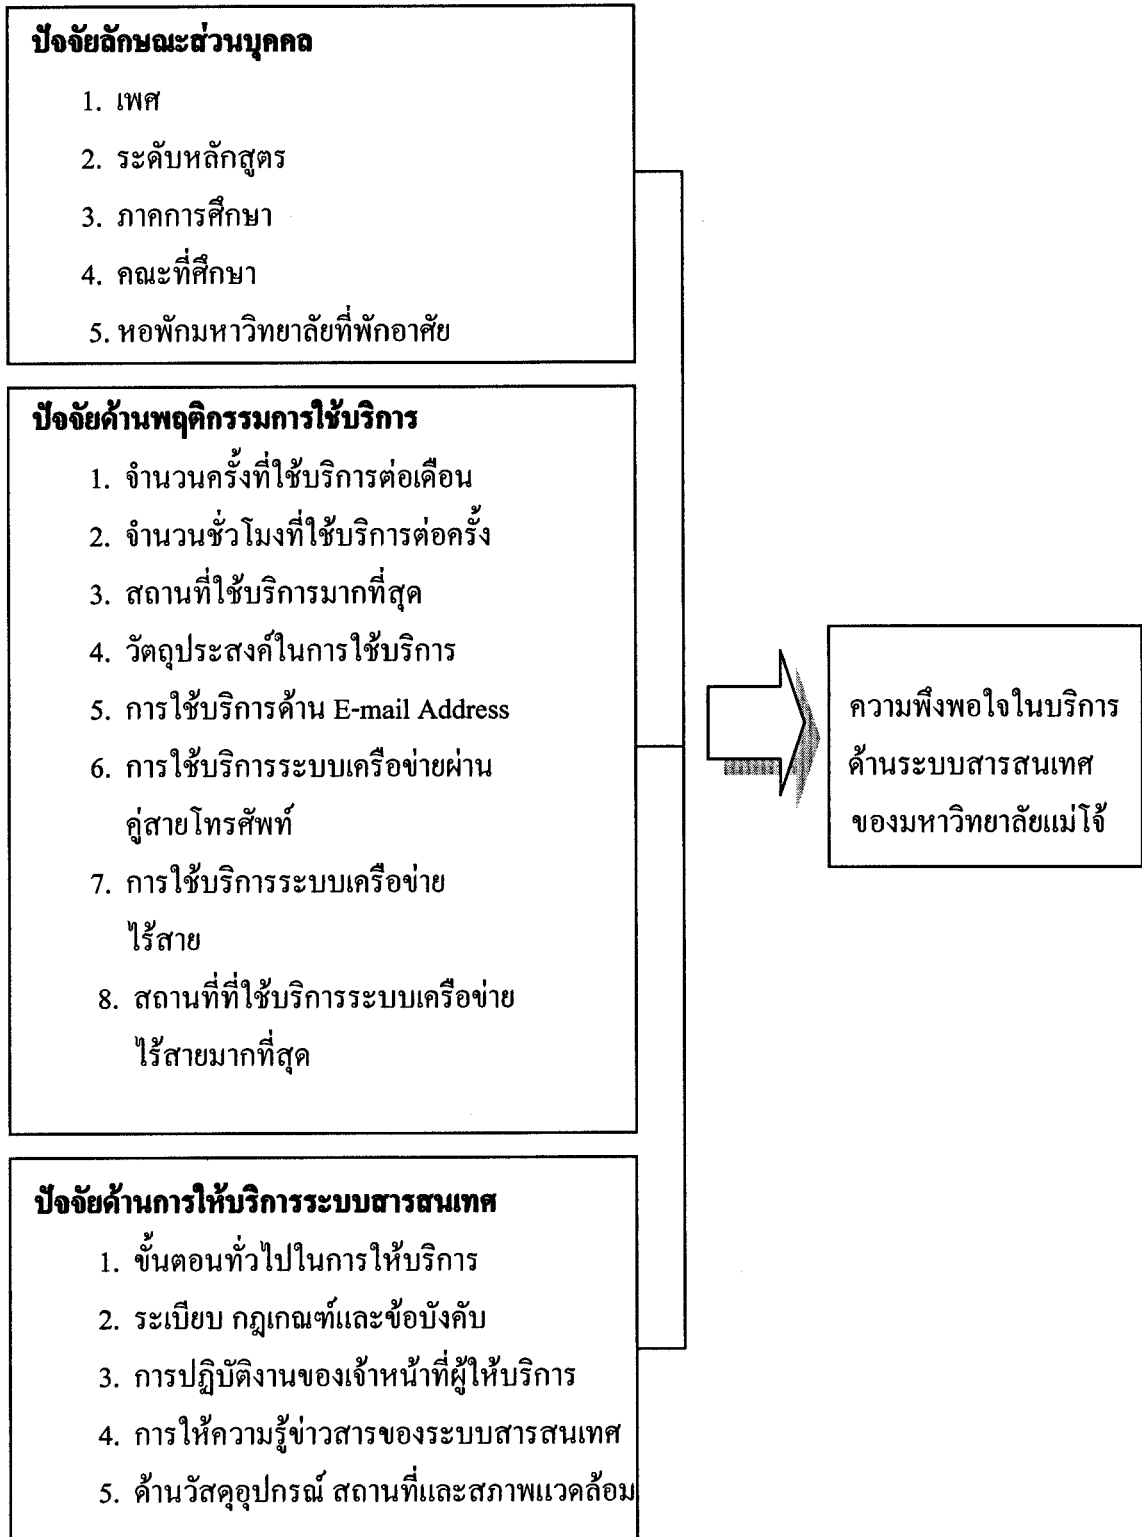 ปัจจัยลักษณะส่วนบุคคล
1. เพศ
2. ระดับหลักสูตร
3. ภาคการศึกษา
4. คณะที่ศึกษา
5. หอพักมหาวิทยาลัยที่พักอาศัย
ปัจจัยด้านพฤติกรรมการใช้บริการ
1. จำนวนครั้งที่ใช้บริการต่อเดือน
2. จำนวนชั่วโมงที่ใช้บริการต่อครั้ง
3. สถานที่ใช้บริการมากที่สุด
4. วัตถุประสงค์ในการใช้บริการ
5. การใช้บริการด้าน E-mail Address
6. การใช้บริการระบบเครือข่ายผ่าน
คู่สายโทรศัพท์
7. การใช้บริการระบบเครือข่าย
ไร้สาย
8. สถานที่ที่ใช้บริการระบบเครือข่าย
ไร้สายมากที่สุด
ปัจจัยด้านการให้บริการระบบสารสนเทศ
1. ขั้นตอนทั่วไปในการให้บริการ
2. ระเบียบ กฎเกณฑ์และข้อบังคับ
3. การปฏิบัติงานของเจ้าหน้าที่ผู้ให้บริการ
4. การให้ความรู้ข่าวสารของระบบสารสนเทศ
5. ด้านวัสดุอุปกรณ์ สถานที่และสภาพแวดล้อม
ความพึงพอใจในบริการ
ด้านระบบสารสนเทศ
ของมหาวิทยาลัยแม่โจ้